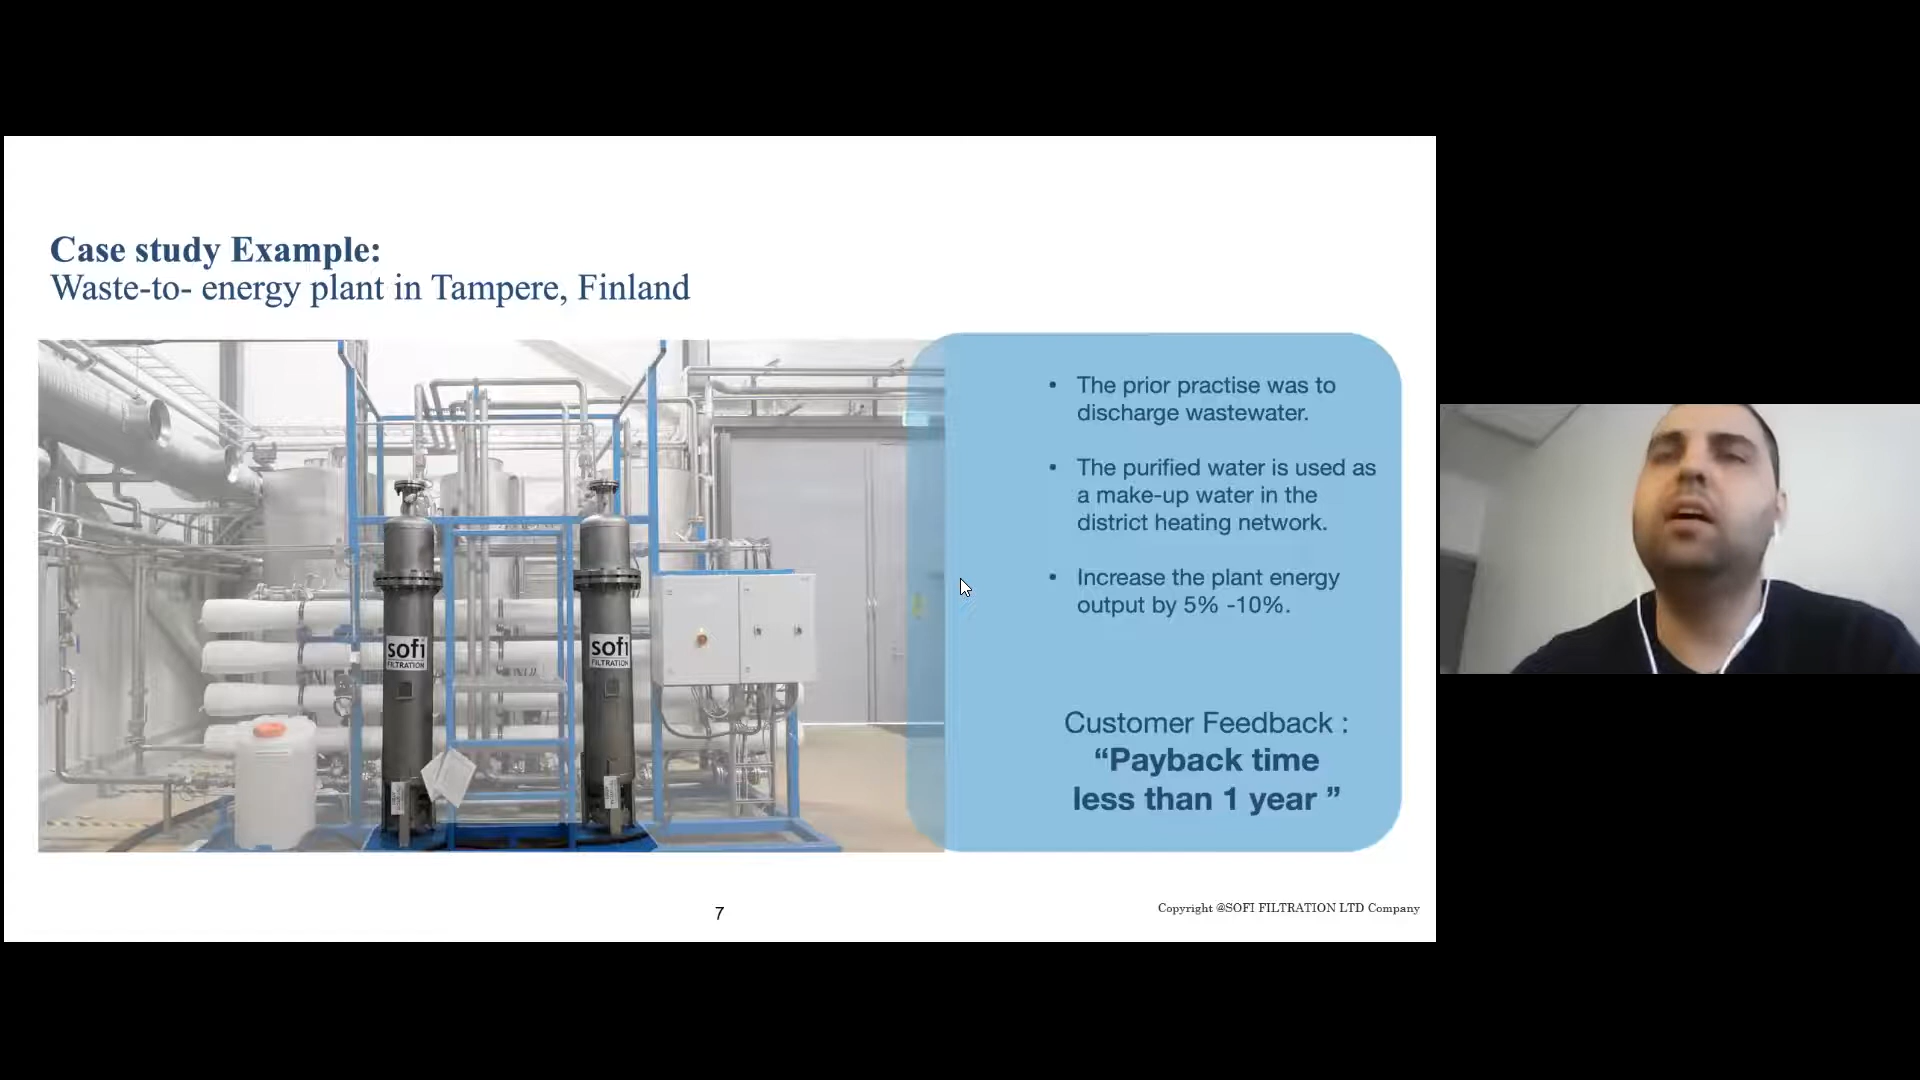 Case study Example:
Waste-to- energy plant in Tampere, Finland
• The prior practise was to
discharge wastewater.
• The purified water is used as
a make-up water in the
district heating network.
• Increase the plant energy
output by 5% -10%.
Customer Feedback :
“Payback time
less than 1 year ”
sofi
FILTRATION
sofi
FILTRATION
7
Copyright @SOFI FILTRATION LTD Company